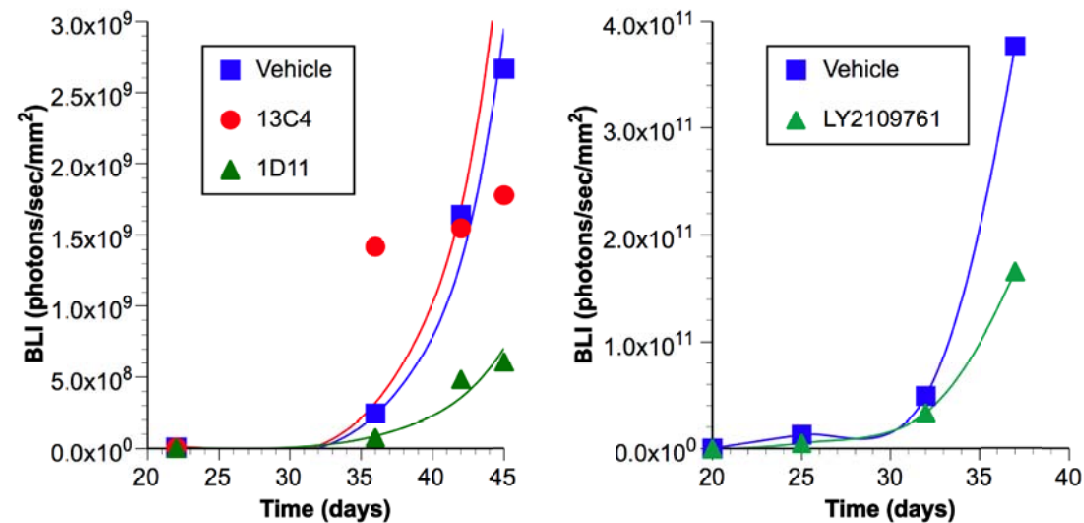 3.0x10⁹
2.5x10⁹
2.0x10⁹
1.5x10⁹
1.0x10⁹
5.0x10⁸
0.0x10⁰
BLI (photons/sec/mm²)
Vehicle
13C4
1D11
20 25 30 35 40 45
Time (days)
4.0x10¹¹
3.0x10¹¹
2.0x10¹¹
1.0x10¹¹
0.0x10⁰
BLI (photons/sec/mm²)
Vehicle
LY2109761
20 25 30 35 40
Time (days)